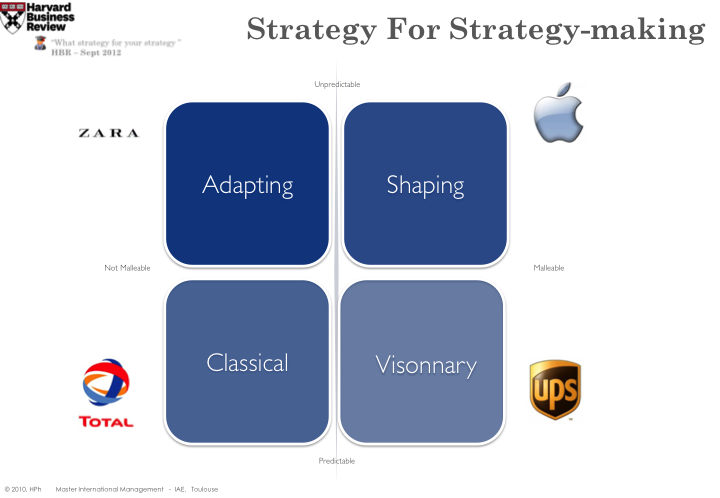 Harvard
Business
Review
Strategy For Strategy-making
“What strategy for your strategy ”
HBR – Sept 2012
Unpredictable
ZARA
Adapting
Shaping
Not Malleable
Malleable
Classical
Visonnary
TOTAL
ups
Predictable
© 2010, HPh Master International Management - IAE, Toulouse